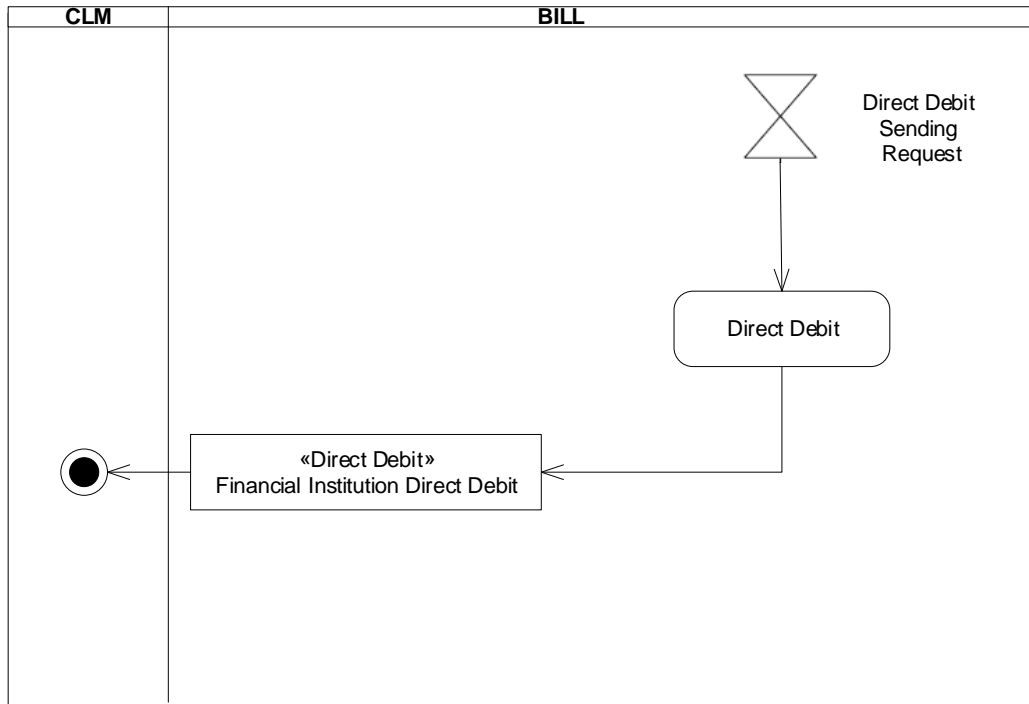 CLM
BILL
Direct Debit
Sending
Request
Direct Debit
«Direct Debit»
Financial Institution Direct Debit